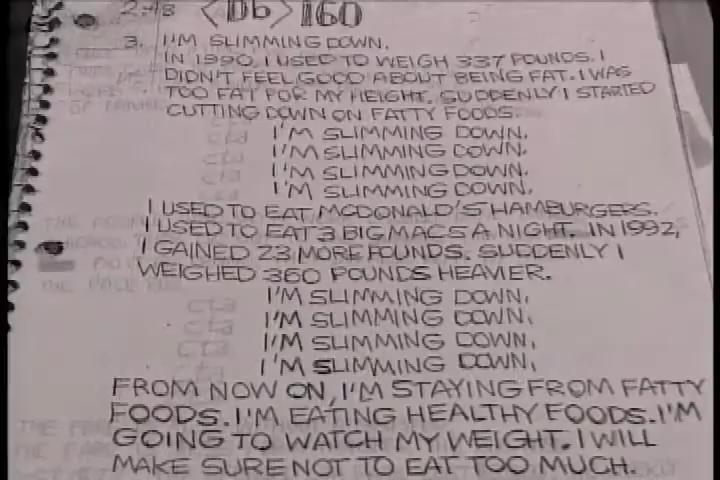 2:48 <Db> 160
3. I'M SLIMMING DOWN.
IN 1990, I USED TO WEIGH 337 POUNDS. I
DIDN'T FEEL GOOD ABOUT BEING FAT. I WAS
TOO FAT FOR MY HEIGHT. SUDDENLY I STARTED
CUTTING DOWN ON FATTY FOODS.
I'M SLIMMING DOWN.
I'M SLIMMING DOWN.
I'M SLIMMING DOWN.
I'M SLIMMING DOWN.
I USED TO EAT MCDONALD'S HAMBURGERS.
I USED TO EAT 3 BIG MACS A NIGHT. IN 1992,
I GAINED 23 MORE POUNDS. SUDDENLY I
WEIGHED 360 POUNDS HEAVIER.
I'M SLIMMING DOWN.
I'M SLIMMING DOWN.
I'M SLIMMING DOWN.
I'M SLIMMING DOWN.
FROM NOW ON, I'M STAYING FROM FATTY
FOODS. I'M EATING HEALTHY FOODS. I'M
GOING TO WATCH MY WEIGHT. I WILL
MAKE SURE NOT TO EAT TOO MUCH.